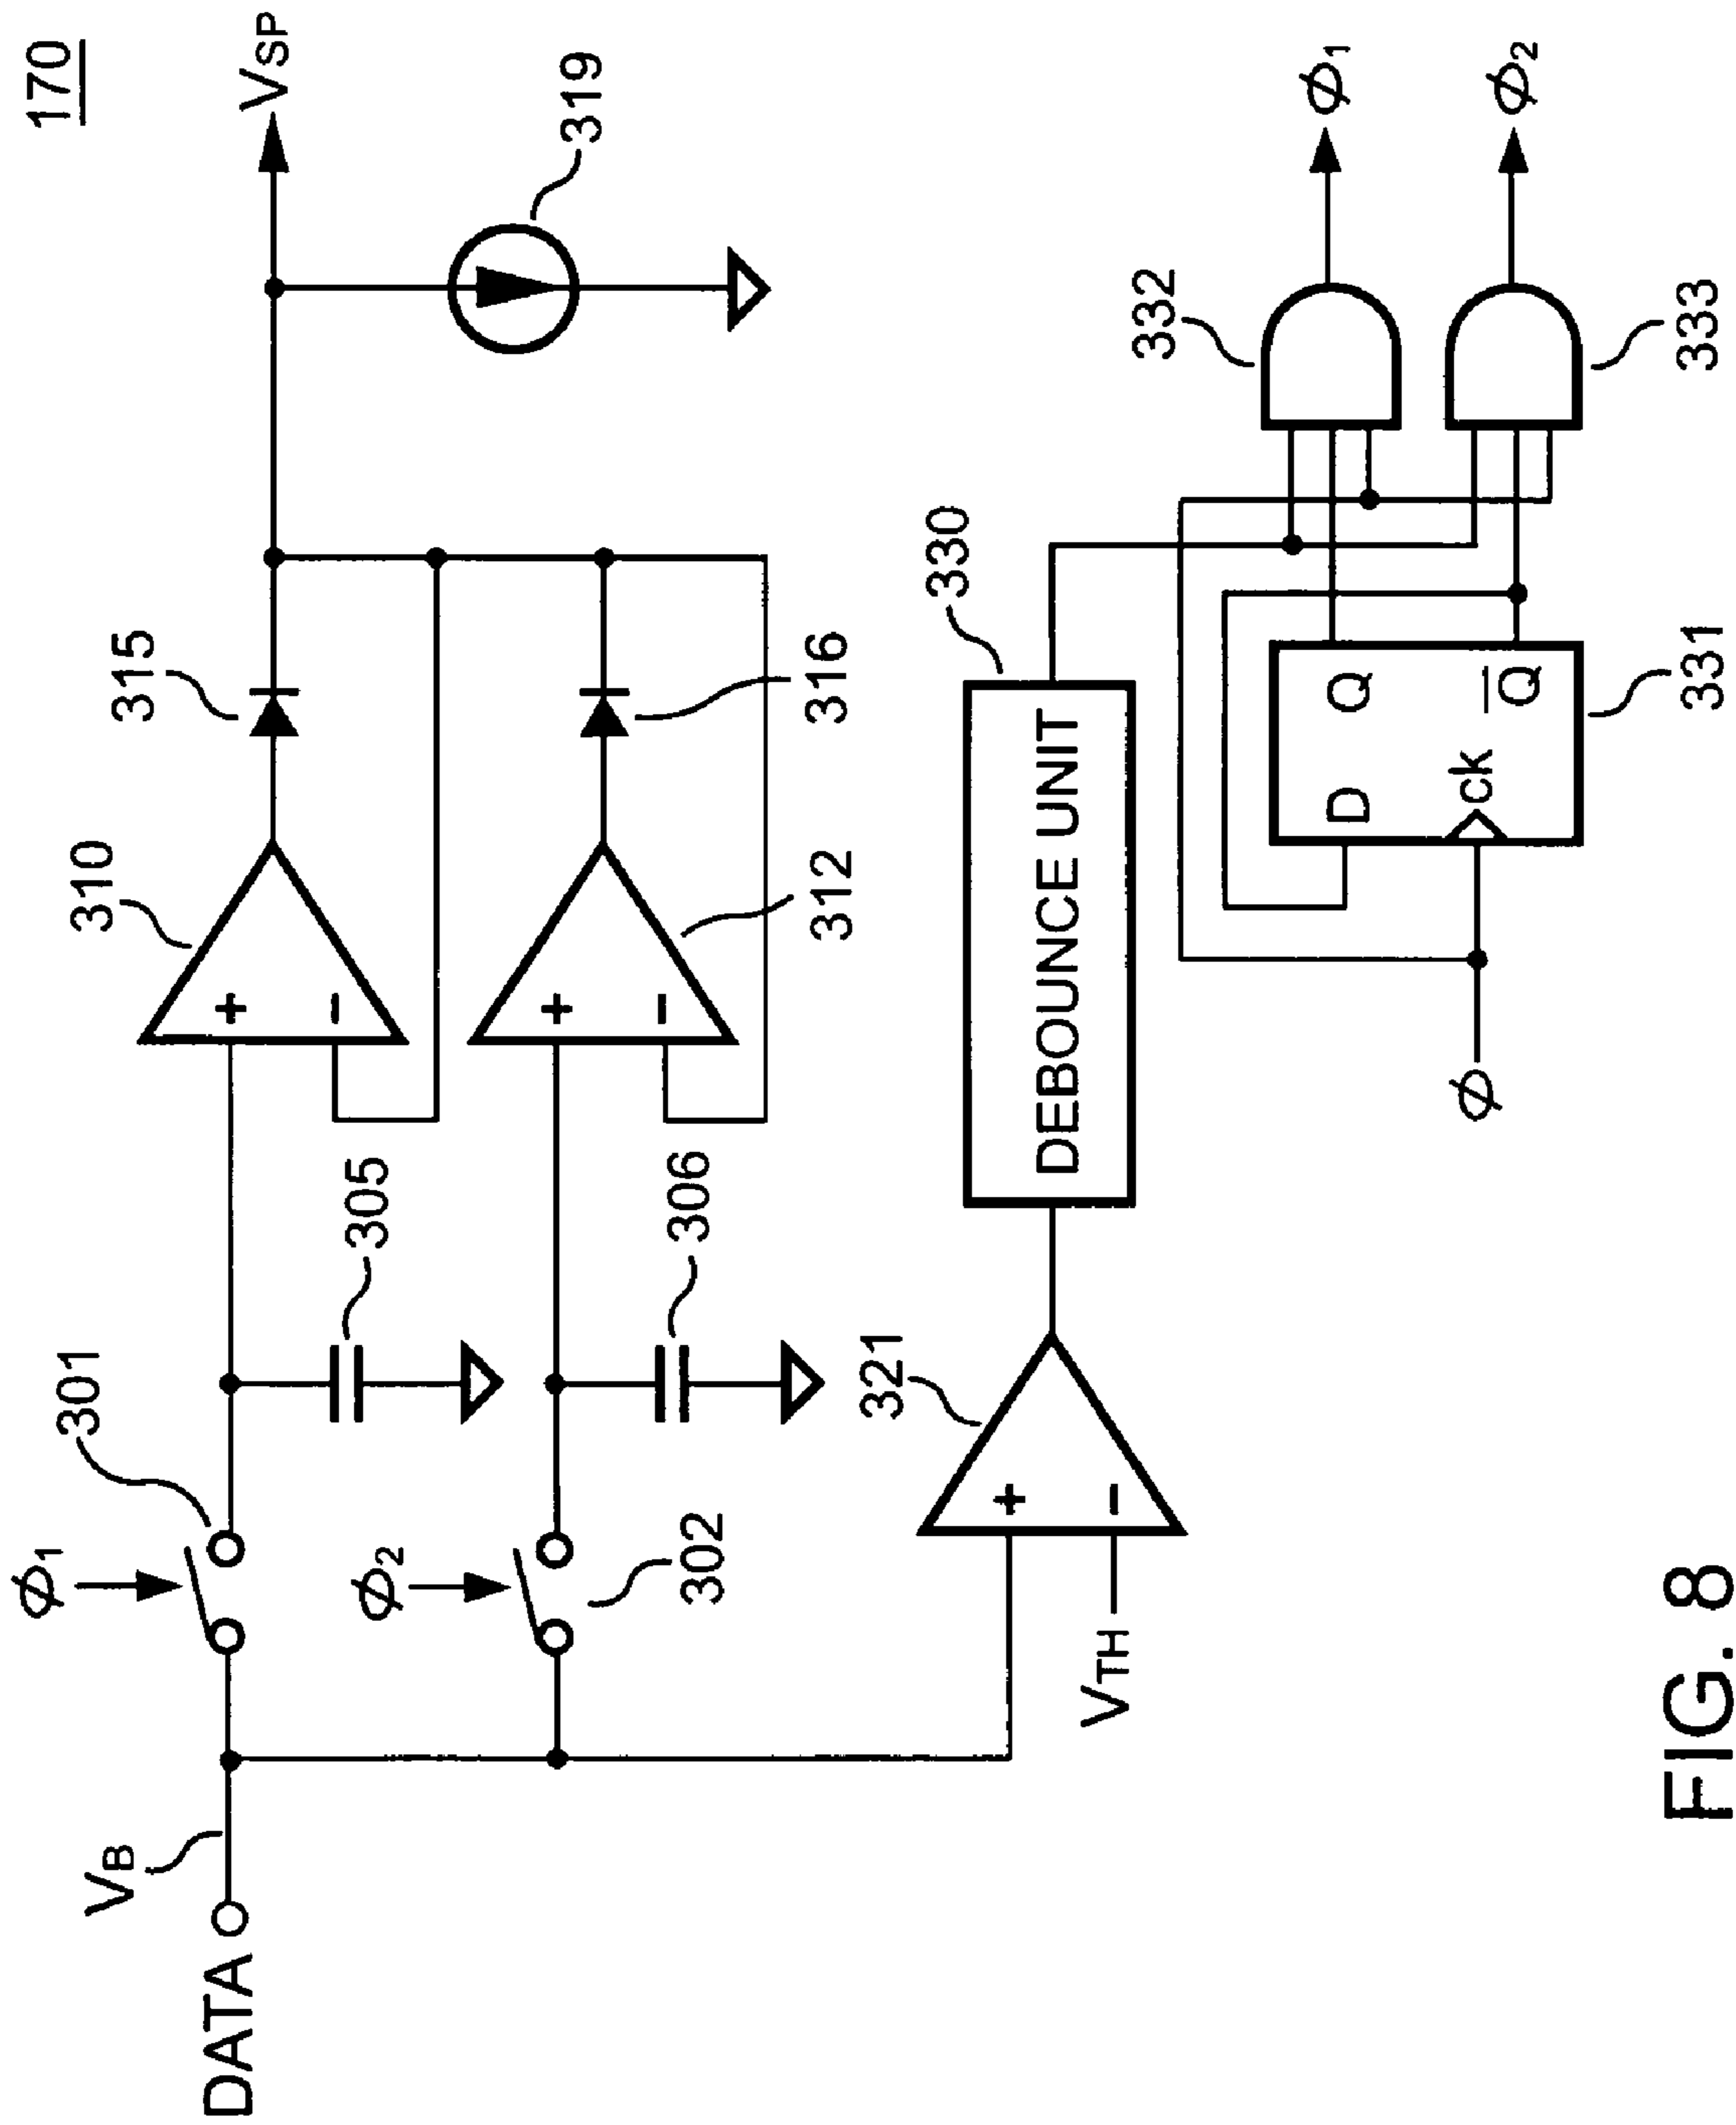 170
DATA
VB
ϕ1
301
305
310
315
VSP
319
ϕ2
302
306
312
316
+
−
+
−
VTH
321
+
−
DEBOUNCE UNIT
330
ϕ
D
Q
ck
Q̅
331
332
333
ϕ1
ϕ2
FIG. 8